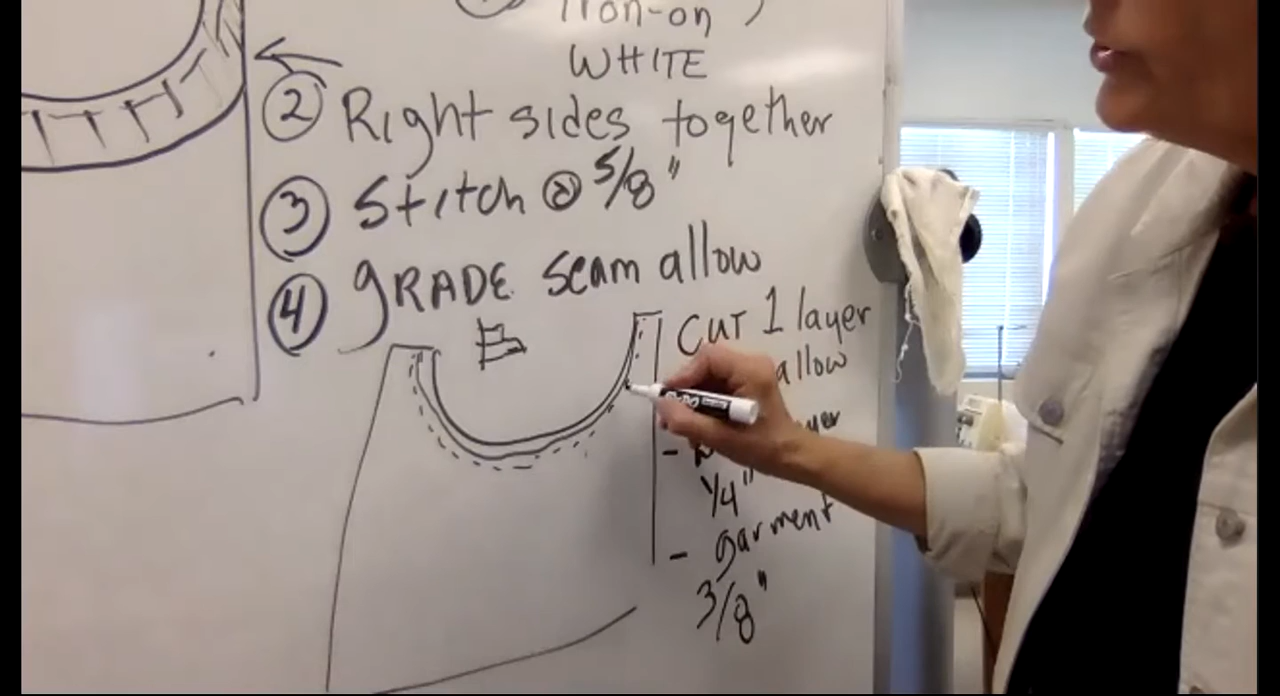 Iron-on)
WHITE
② Right sides together
③ Stitch @ 5/8"
④ gRADE seam allow
CUT 1 layer
allow
-
1/4"
- garment
3/8"